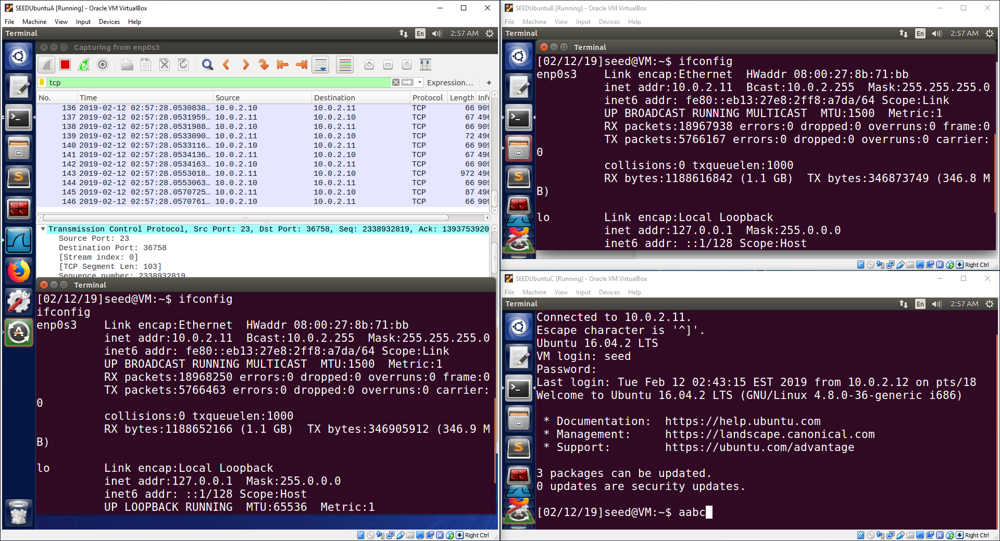 SEEDUbuntuA [Running] - Oracle VM VirtualBox
File Machine View Input Devices Help
Terminal En 2:57 AM
Capturing from enp0s3
tcp Expression... +
No. Time Source Destination Protocol Length Info
136 2019-02-12 02:57:28.0530838... 10.0.2.10 10.0.2.11 TCP 66 909
137 2019-02-12 02:57:28.0531959... 10.0.2.11 10.0.2.10 TCP 67 496
138 2019-02-12 02:57:28.0531988... 10.0.2.10 10.0.2.11 TCP 66 909
139 2019-02-12 02:57:28.0533090... 10.0.2.11 10.0.2.10 TCP 72 496
140 2019-02-12 02:57:28.0533116... 10.0.2.10 10.0.2.11 TCP 66 909
141 2019-02-12 02:57:28.0534136... 10.0.2.11 10.0.2.10 TCP 67 496
142 2019-02-12 02:57:28.0534163... 10.0.2.10 10.0.2.11 TCP 66 909
143 2019-02-12 02:57:28.0553018... 10.0.2.11 10.0.2.10 TCP 972 496
144 2019-02-12 02:57:28.0553063... 10.0.2.10 10.0.2.11 TCP 66 909
145 2019-02-12 02:57:28.0570725... 10.0.2.11 10.0.2.10 TCP 87 496
146 2019-02-12 02:57:28.0570761... 10.0.2.10 10.0.2.11 TCP 66 909
Transmission Control Protocol, Src Port: 23, Dst Port: 36758, Seq: 2338932819, Ack: 1393753920
Source Port: 23
Destination Port: 36758
[Stream index: 0]
[TCP Segment Len: 103]
Sequence number: 2338932819
Terminal
[02/12/19]seed@VM:~$ ifconfig
ifconfig
enp0s3 Link encap:Ethernet HWaddr 08:00:27:8b:71:bb
inet addr:10.0.2.11 Bcast:10.0.2.255 Mask:255.255.255.0
inet6 addr: fe80::eb13:27e8:2ff8:a7da/64 Scope:Link
UP BROADCAST RUNNING MULTICAST MTU:1500 Metric:1
RX packets:18968250 errors:0 dropped:0 overruns:0 frame:0
TX packets:5766463 errors:0 dropped:0 overruns:0 carrier:
0
collisions:0 txqueuelen:1000
RX bytes:1188652166 (1.1 GB) TX bytes:346905912 (346.9 M
B)
lo Link encap:Local Loopback
inet addr:127.0.0.1 Mask:255.0.0.0
inet6 addr: ::1/128 Scope:Host
UP LOOPBACK RUNNING MTU:65536 Metric:1
Right Ctrl
SEEDUbuntuB [Running] - Oracle VM VirtualBox
File Machine View Input Devices Help
Terminal En 2:57 AM
Terminal
[02/12/19]seed@VM:~$ ifconfig
enp0s3 Link encap:Ethernet HWaddr 08:00:27:8b:71:bb
inet addr:10.0.2.11 Bcast:10.0.2.255 Mask:255.255.255.0
inet6 addr: fe80::eb13:27e8:2ff8:a7da/64 Scope:Link
UP BROADCAST RUNNING MULTICAST MTU:1500 Metric:1
RX packets:18967938 errors:0 dropped:0 overruns:0 frame:0
TX packets:5766167 errors:0 dropped:0 overruns:0 carrier:
0
collisions:0 txqueuelen:1000
RX bytes:1188616842 (1.1 GB) TX bytes:346873749 (346.8 M
B)
lo Link encap:Local Loopback
inet addr:127.0.0.1 Mask:255.0.0.0
inet6 addr: ::1/128 Scope:Host
Right Ctrl
SEEDUbuntuC [Running] - Oracle VM VirtualBox
File Machine View Input Devices Help
Terminal En 2:57 AM
Connected to 10.0.2.11.
Escape character is '^]'.
Ubuntu 16.04.2 LTS
VM login: seed
Password:
Last login: Tue Feb 12 02:43:15 EST 2019 from 10.0.2.12 on pts/18
Welcome to Ubuntu 16.04.2 LTS (GNU/Linux 4.8.0-36-generic i686)
* Documentation: https://help.ubuntu.com
* Management: https://landscape.canonical.com
* Support: https://ubuntu.com/advantage
3 packages can be updated.
0 updates are security updates.
[02/12/19]seed@VM:~$ aabc
Right Ctrl